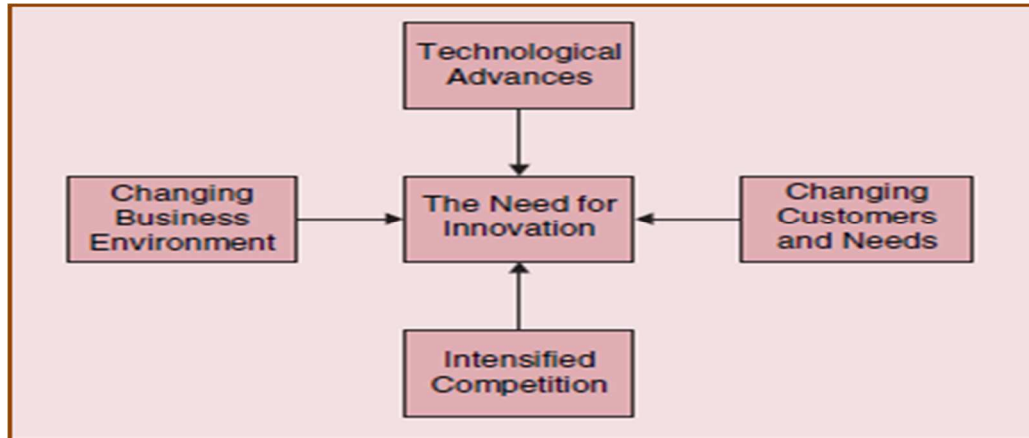 Technological
Advances
Changing
Business
Environment
The Need for
Innovation
Changing
Customers
and Needs
Intensified
Competition